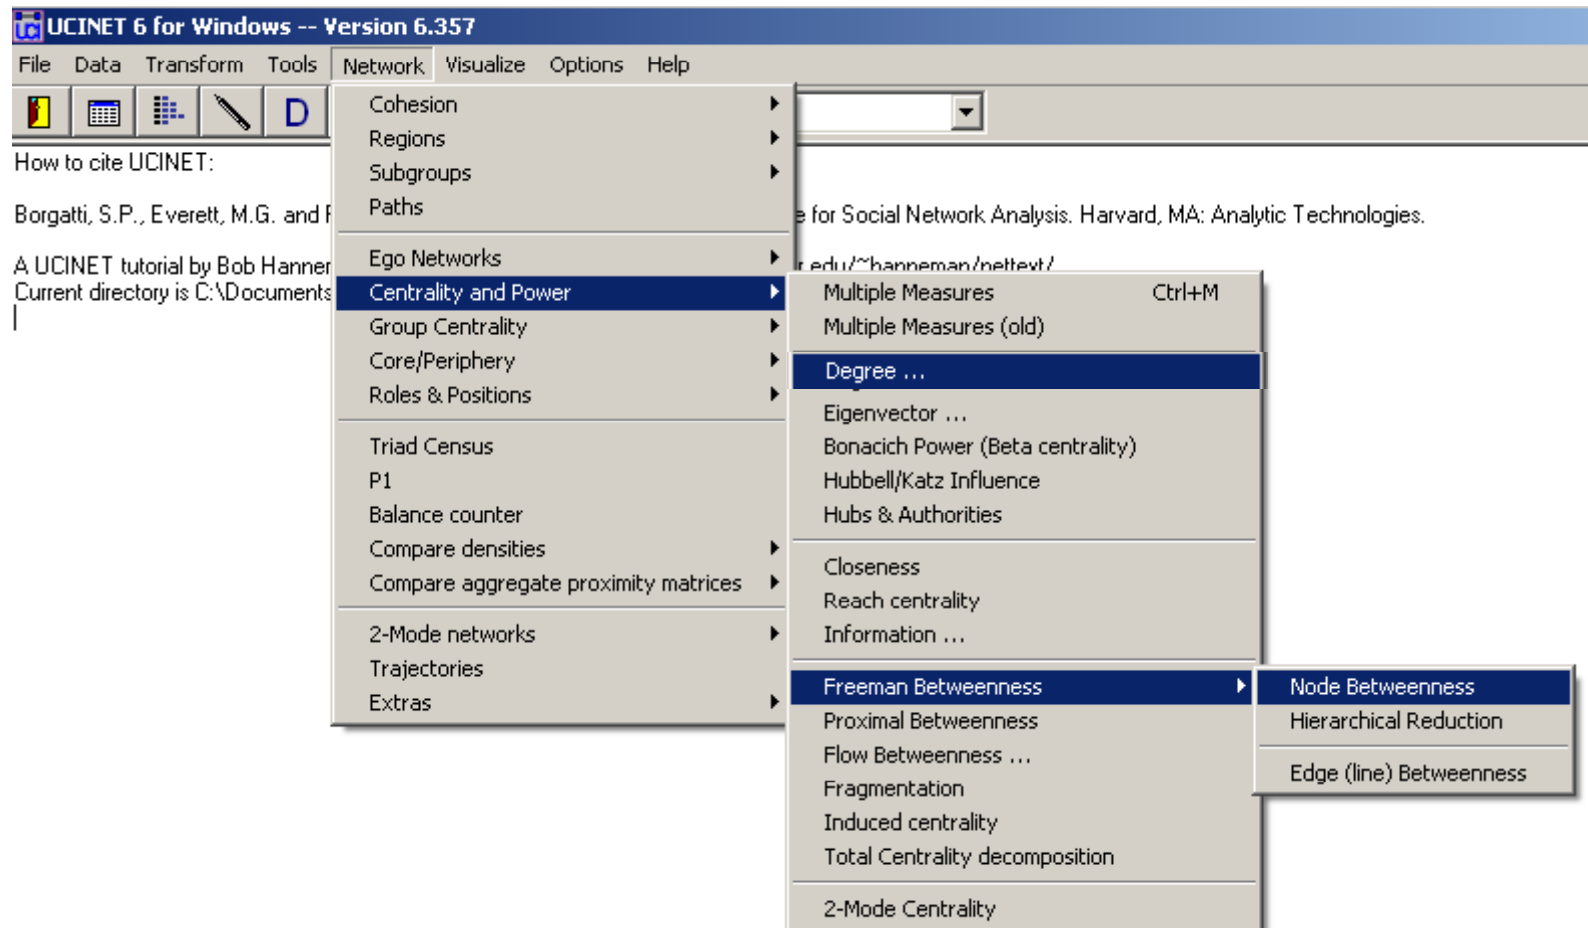 UCINET 6 for Windows -- Version 6.357
File Data Transform Tools Network Visualize Options Help
D
How to cite UCINET:
Borgatti, S.P., Everett, M.G. and
e for Social Network Analysis. Harvard, MA: Analytic Technologies.
A UCINET tutorial by Bob Hanner
r.edu/~hanneman/nettext/
Current directory is C:\Documents
Cohesion
Regions
Subgroups
Paths
Ego Networks
Centrality and Power
Group Centrality
Core/Periphery
Roles & Positions
Triad Census
P1
Balance counter
Compare densities
Compare aggregate proximity matrices
2-Mode networks
Trajectories
Extras
Multiple Measures Ctrl+M
Multiple Measures (old)
Degree ...
Eigenvector ...
Bonacich Power (Beta centrality)
Hubbell/Katz Influence
Hubs & Authorities
Closeness
Reach centrality
Information ...
Freeman Betweenness
Proximal Betweenness
Flow Betweenness ...
Fragmentation
Induced centrality
Total Centrality decomposition
2-Mode Centrality
Node Betweenness
Hierarchical Reduction
Edge (line) Betweenness